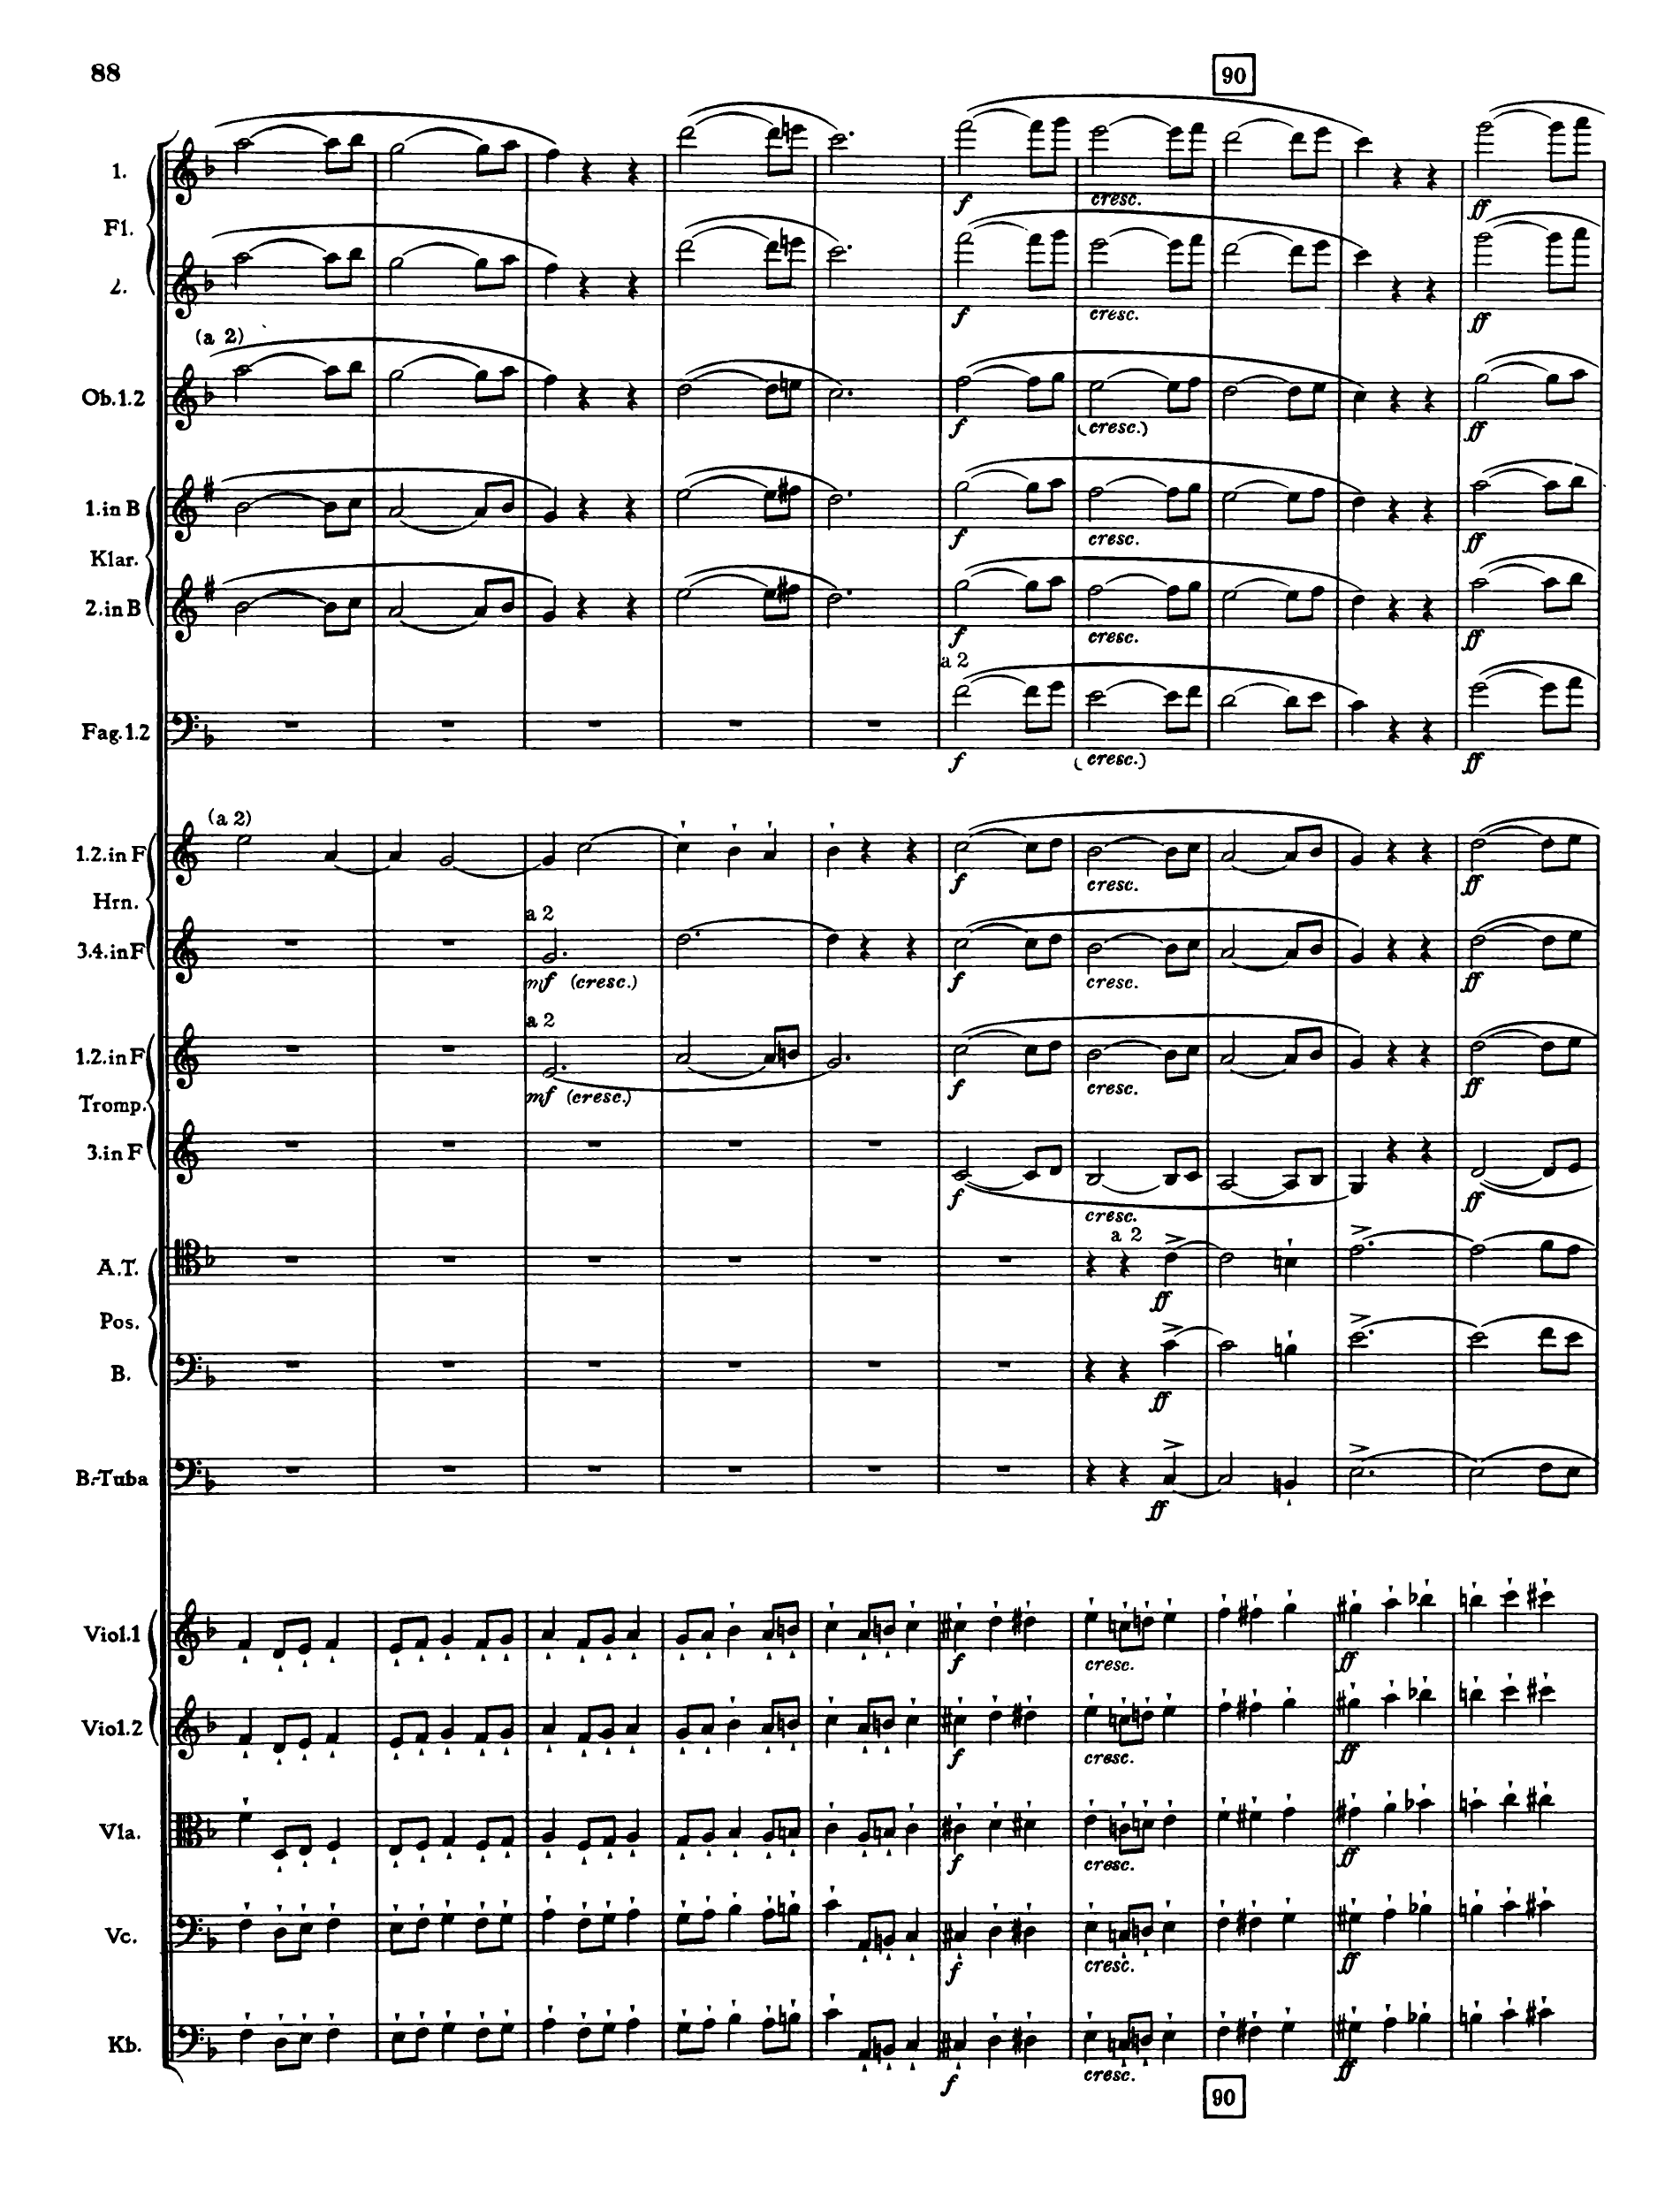 88
90
1.
Fl.
f
cresc.
ff
2.
f
cresc.
ff
(a 2)
Ob.1.2
f
(cresc.)
ff
1.in B
f
cresc.
ff
Klar.
2.in B
f
cresc.
ff
a 2
Fag.1.2
f
(cresc.)
ff
(a 2)
1.2.in F
f
cresc.
ff
Hrn.
a 2
3.4.in F
mf (cresc.)
f
cresc.
ff
a 2
1.2.in F
mf (cresc.)
f
cresc.
ff
Tromp.
3.in F
f
cresc.
ff
a 2
A.T.
ff
Pos.
B.
ff
B.-Tuba
ff
Viol.1
f
cresc.
ff
Viol.2
f
cresc.
ff
Vla.
f
cresc.
ff
Vc.
f
cresc.
ff
Kb.
f
cresc.
ff
90